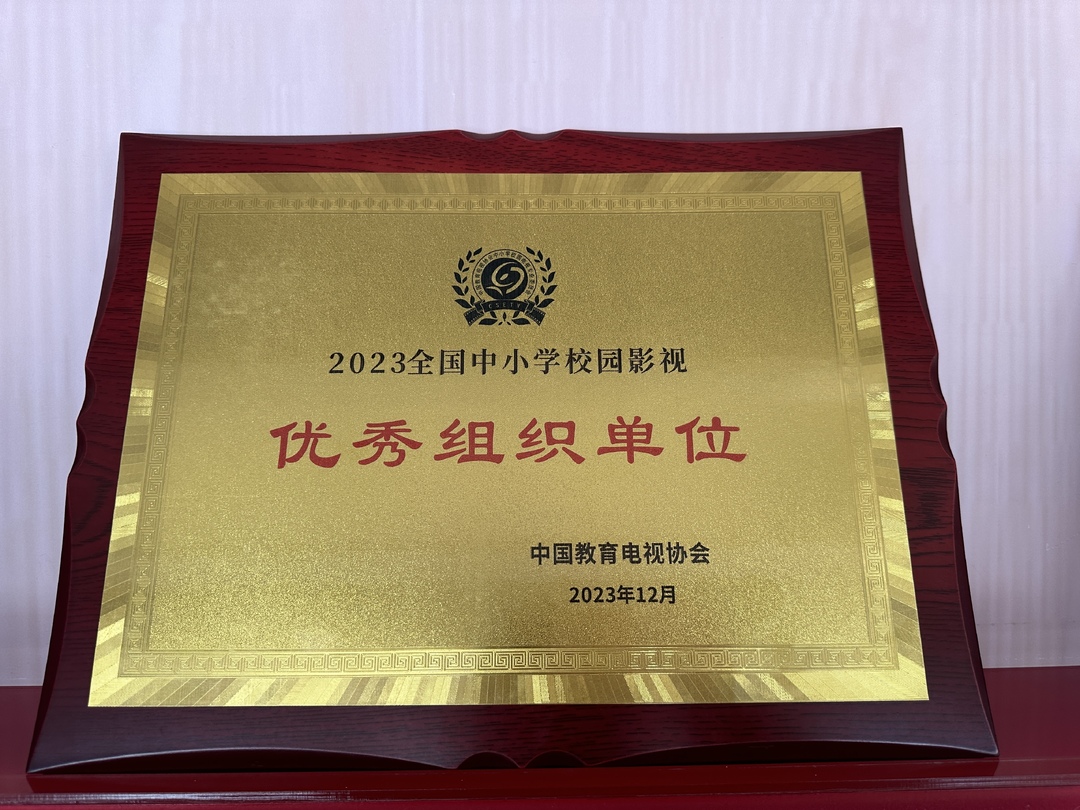 CSETV
2023全国中小学校园影视
优秀组织单位
中国教育电视协会
2023年12月